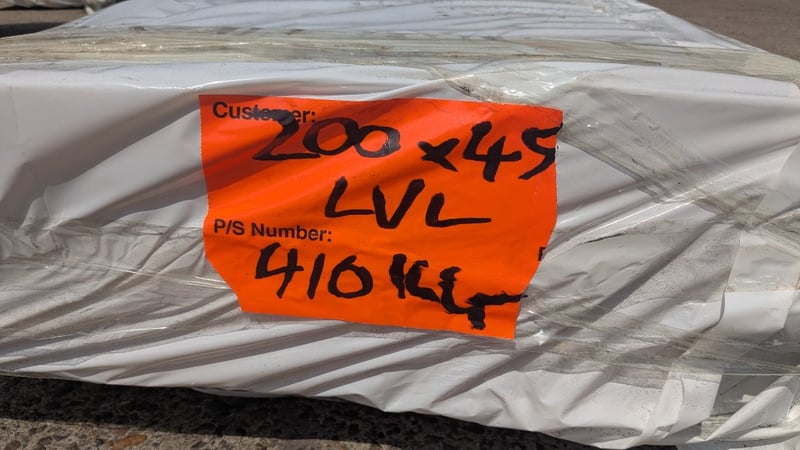 Customer:
200 x 45
LVL
P/S Number:
410 KG